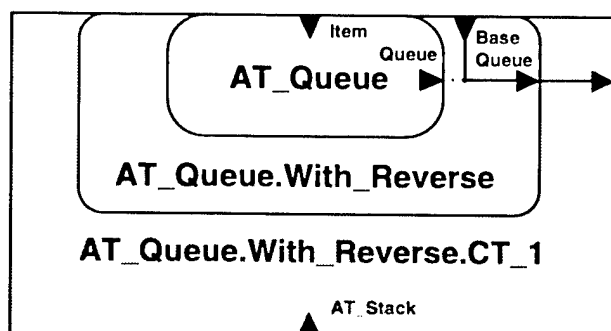 Item
Base
Queue
Queue
AT_Queue
AT_Queue.With_Reverse
AT_Queue.With_Reverse.CT_1
AT_Stack